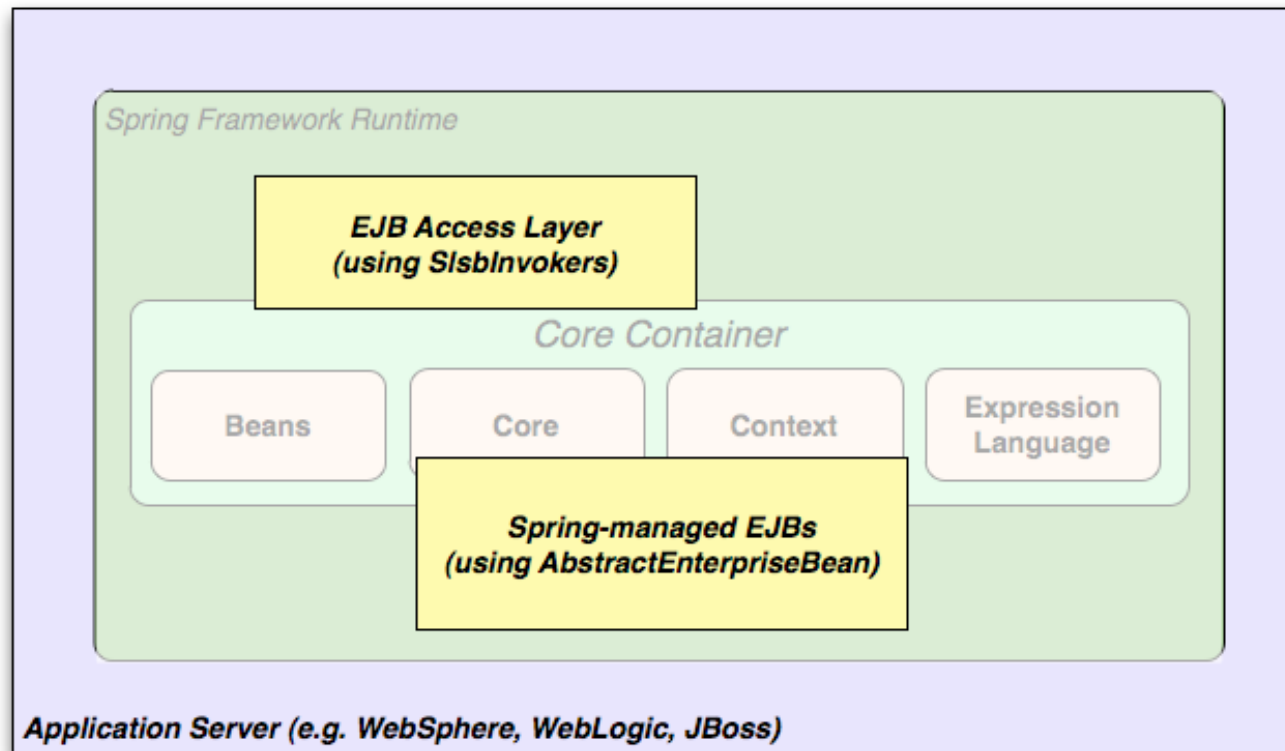 Spring Framework Runtime
EJB Access Layer
(using SlsbInvokers)
Core Container
Beans
Core
Context
Expression
Language
Spring-managed EJBs
(using AbstractEnterpriseBean)
Application Server (e.g. WebSphere, WebLogic, JBoss)